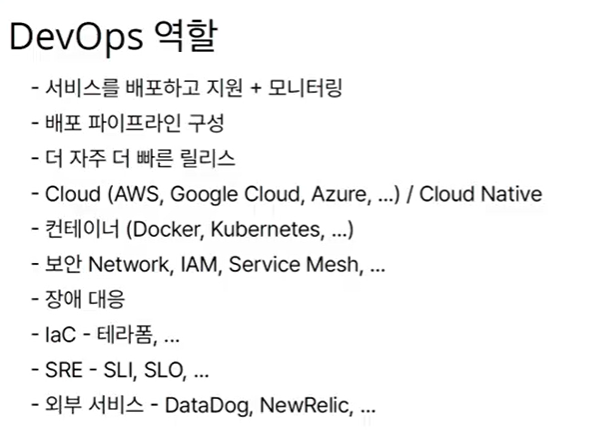 DevOps 역할
- 서비스를 배포하고 지원 + 모니터링
- 배포 파이프라인 구성
- 더 자주 더 빠른 릴리스
- Cloud (AWS, Google Cloud, Azure, ...) / Cloud Native
- 컨테이너 (Docker, Kubernetes, ...)
- 보안 Network, IAM, Service Mesh, ...
- 장애 대응
- IaC - 테라폼, ...
- SRE - SLI, SLO, ...
- 외부 서비스 - DataDog, NewRelic, ...